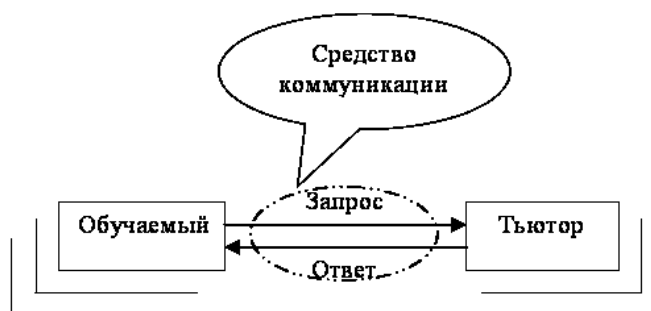 Средство
коммуникации
Запрос
Обучаемый
Тьютор
Ответ